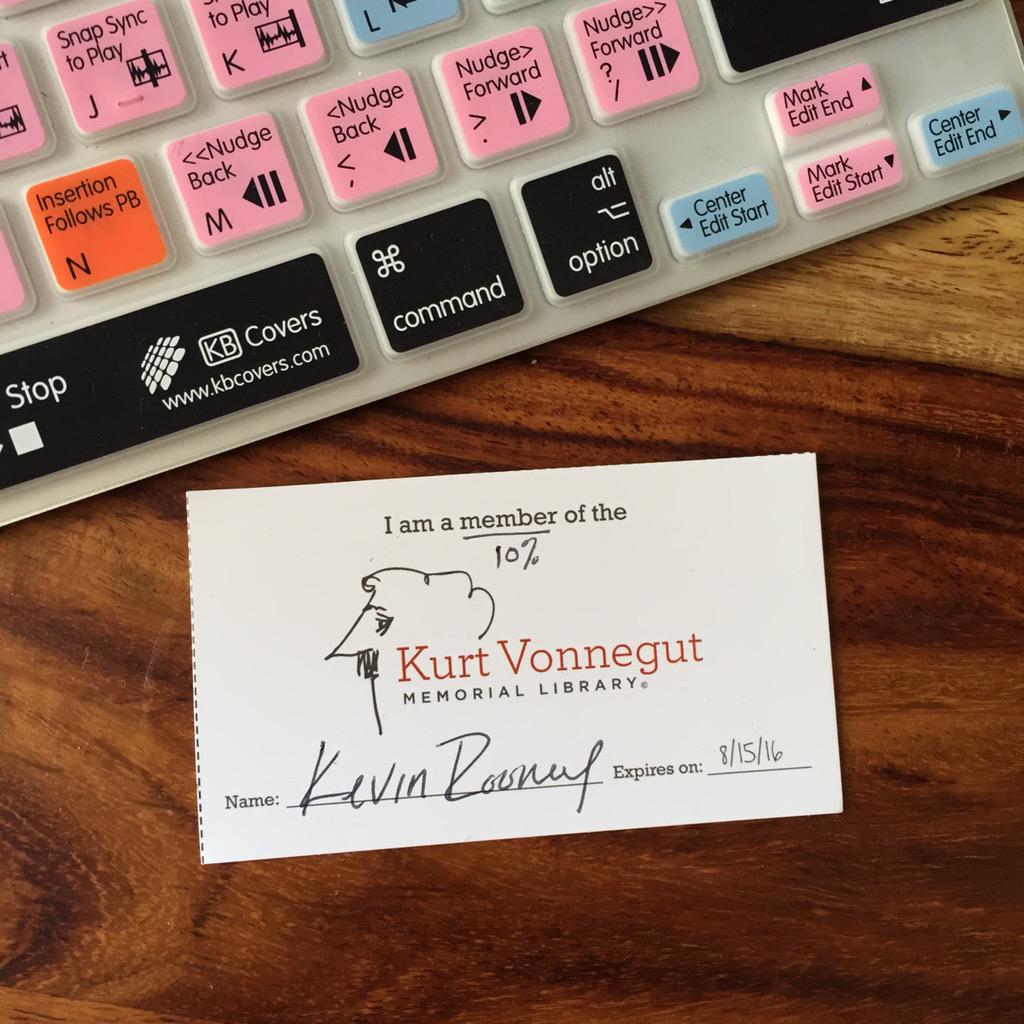 Snap Sync
to Play
J
to Play
K
L
Nudge>>
Forward
?
/
Nudge>
Forward
>
.
<Nudge
Back
<
,
<<Nudge
Back
M
Insertion
Follows PB
N
Mark
Edit End
Mark
Edit Start
Center
Edit End
Center
Edit Start
alt
option
⌘
command
KB Covers
www.kbcovers.com
Stop
I am a member of the
10%
Kurt Vonnegut
MEMORIAL LIBRARY©
Name: Kevin Rooney Expires on: 8/15/16